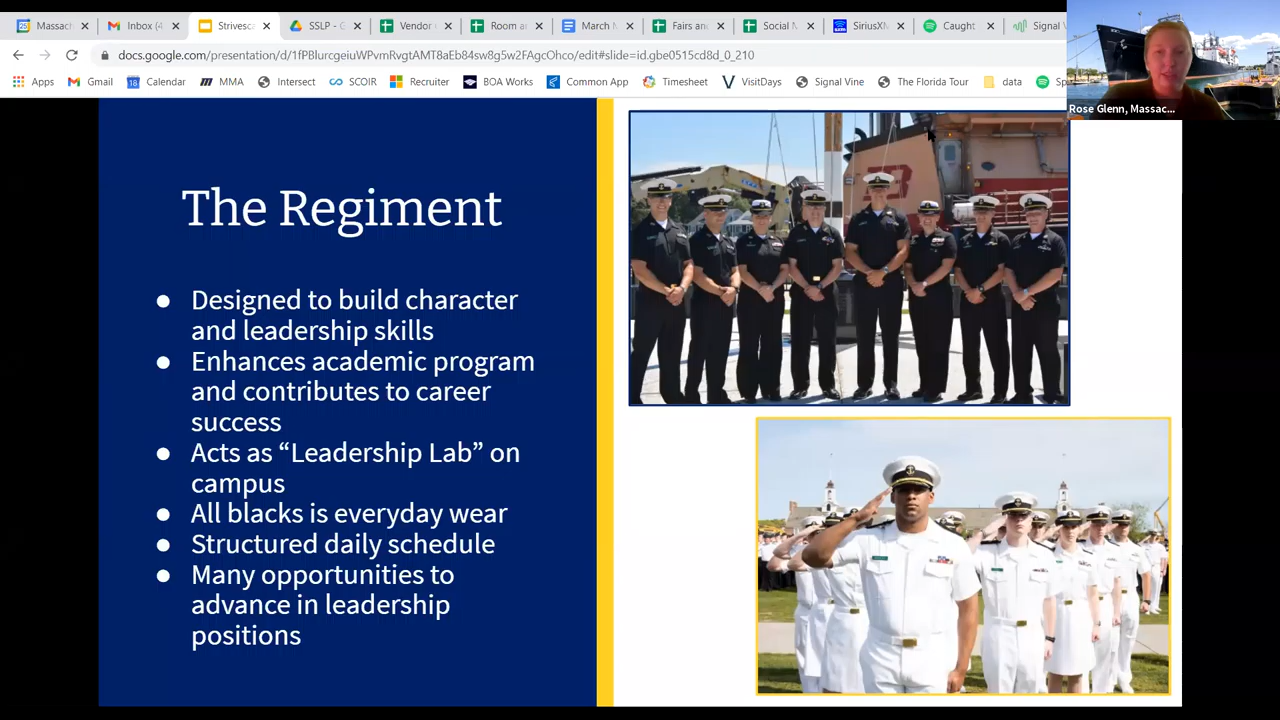 Massac
Inbox (4
Strivesca
SSLP - G
Vendor
Room ar
March N
Fairs and
Social M
SiriusXM
Caught
Signal V
docs.google.com/presentation/d/1fPBlurcgeiuWPvmRvgtAMT8aEb84sw8g5w2FAgcOhco/edit#slide=id.gbe0515cd8d_0_210
Apps
Gmail
Calendar
MMA
Intersect
SCOIR
Recruiter
BOA Works
Common App
Timesheet
VisitDays
Signal Vine
The Florida Tour
data
Rose Glenn, Massac...
The Regiment
● Designed to build character
and leadership skills
● Enhances academic program
and contributes to career
success
● Acts as “Leadership Lab” on
campus
● All blacks is everyday wear
● Structured daily schedule
● Many opportunities to
advance in leadership
positions